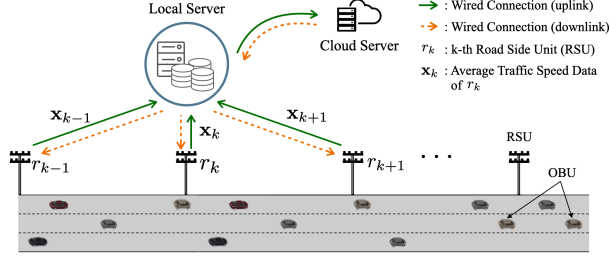 Local Server
Cloud Server
: Wired Connection (uplink)
: Wired Connection (downlink)
r_k : k-th Road Side Unit (RSU)
x_k : Average Traffic Speed Data
of r_k
x_{k-1}
x_k
x_{k+1}
r_{k-1}
r_k
r_{k+1}
· · ·
RSU
OBU